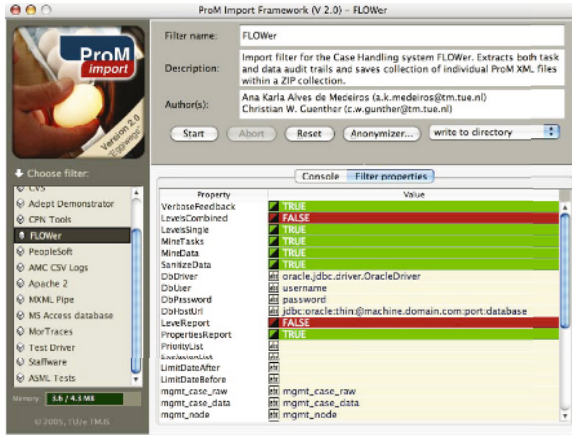 ProM Import Framework (V 2.0) – FLOWer
ProM
import
Version 2.0
"Eggiwegs"
Filter name:
FLOWer
Description:
Import filter for the Case Handling system FLOWer. Extracts both task
and data audit trails and saves collection of individual ProM XML files
within a ZIP collection.
Author(s):
Ana Karla Alves de Medeiros (a.k.medeiros@tm.tue.nl)
Christian W. Guenther (c.w.gunther@tm.tue.nl)
Start
Abort
Reset
Anonymizer...
write to directory
Choose filter:
CVS
Adept Demonstrator
CPN Tools
FLOWer
PeopleSoft
AMC CSV Logs
Apache 2
MXML Pipe
MS Access database
MorTraces
Test Driver
Staffware
ASML Tests
Memory: 3.6 / 4.3 MB
© 2005, TU/e TM.IS
Console
Filter properties
Property Value
VerboseFeedback TRUE
LevelsCombined FALSE
LevelsSingle TRUE
MineTasks TRUE
MineData TRUE
SanitizeData TRUE
DbDriver oracle.jdbc.driver.OracleDriver
DbUser username
DbPassword password
DbHostUrl jdbc:oracle:thin:@machine.domain.com:port:database
LevelReport FALSE
PropertiesReport TRUE
PriorityList
LimitDateAfter
LimitDateBefore
mgmt_case_raw mgmt_case_raw
mgmt_case_data mgmt_case_data
mgmt_node mgmt_node